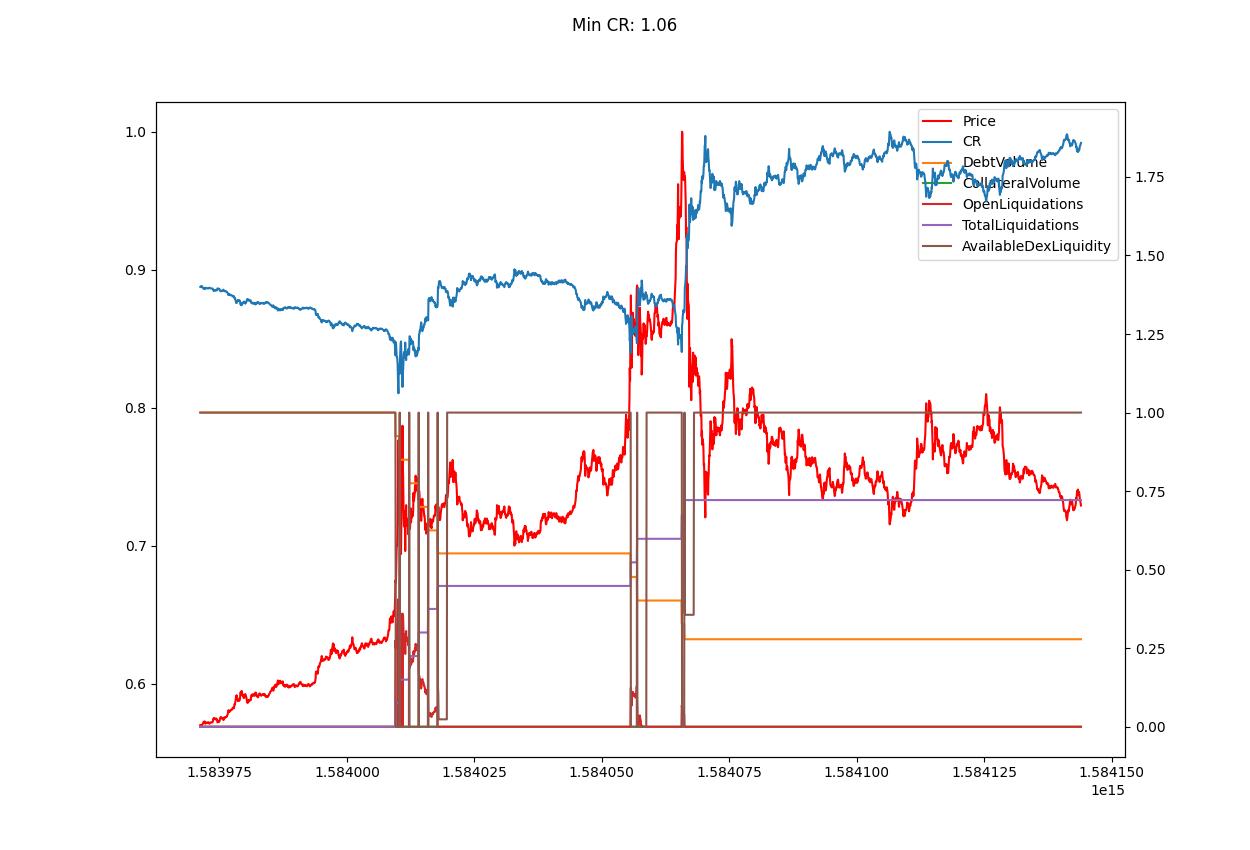 Min CR: 1.06
1.0
0.9
0.8
0.7
0.6
Price
CR
DebtVolume
CollateralVolume
OpenLiquidations
TotalLiquidations
AvailableDexLiquidity
1.75
1.50
1.25
1.00
0.75
0.50
0.25
0.00
1.583975 1.584000 1.584025 1.584050 1.584075 1.584100 1.584125 1.584150
1e15